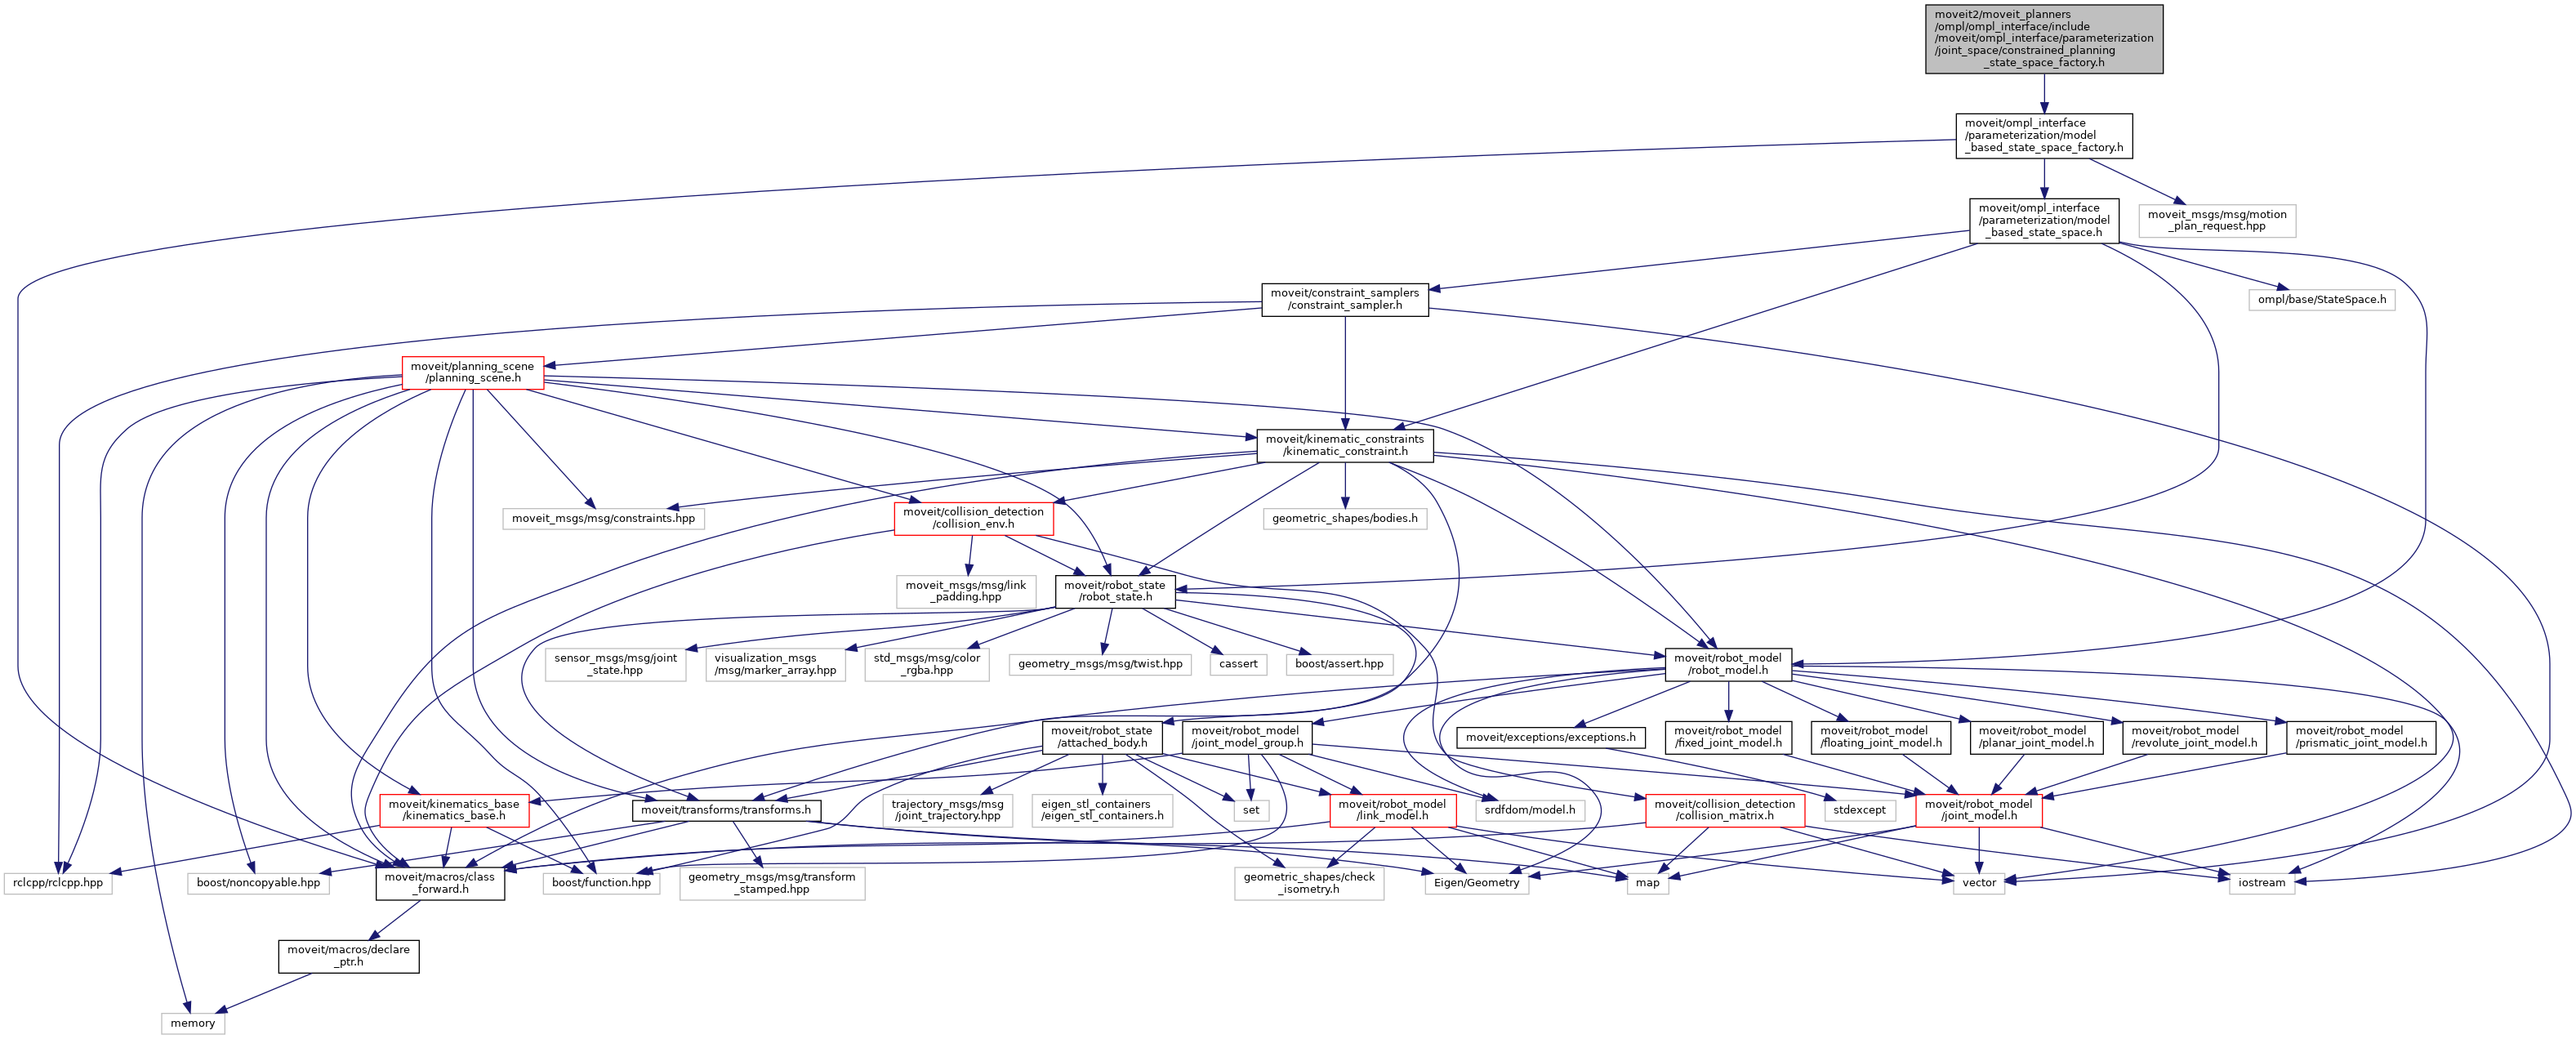 moveit2/moveit_planners
/ompl/ompl_interface/include
/moveit/ompl_interface/parameterization
/joint_space/constrained_planning
_state_space_factory.h
moveit/ompl_interface
/parameterization/model
_based_state_space_factory.h
moveit/ompl_interface
/parameterization/model
_based_state_space.h
moveit_msgs/msg/motion
_plan_request.hpp
moveit/constraint_samplers
/constraint_sampler.h
ompl/base/StateSpace.h
moveit/planning_scene
/planning_scene.h
moveit/kinematic_constraints
/kinematic_constraint.h
moveit_msgs/msg/constraints.hpp
moveit/collision_detection
/collision_env.h
geometric_shapes/bodies.h
moveit_msgs/msg/link
_padding.hpp
moveit/robot_state
/robot_state.h
sensor_msgs/msg/joint
_state.hpp
visualization_msgs
/msg/marker_array.hpp
std_msgs/msg/color
_rgba.hpp
geometry_msgs/msg/twist.hpp
cassert
boost/assert.hpp
moveit/robot_model
/robot_model.h
moveit/robot_state
/attached_body.h
moveit/robot_model
/joint_model_group.h
moveit/exceptions/exceptions.h
moveit/robot_model
/fixed_joint_model.h
moveit/robot_model
/floating_joint_model.h
moveit/robot_model
/planar_joint_model.h
moveit/robot_model
/revolute_joint_model.h
moveit/robot_model
/prismatic_joint_model.h
moveit/kinematics_base
/kinematics_base.h
moveit/transforms/transforms.h
trajectory_msgs/msg
/joint_trajectory.hpp
eigen_stl_containers
/eigen_stl_containers.h
set
moveit/robot_model
/link_model.h
srdfdom/model.h
moveit/collision_detection
/collision_matrix.h
stdexcept
moveit/robot_model
/joint_model.h
rclcpp/rclcpp.hpp
boost/noncopyable.hpp
moveit/macros/class
_forward.h
boost/function.hpp
geometry_msgs/msg/transform
_stamped.hpp
geometric_shapes/check
_isometry.h
Eigen/Geometry
map
vector
iostream
moveit/macros/declare
_ptr.h
memory